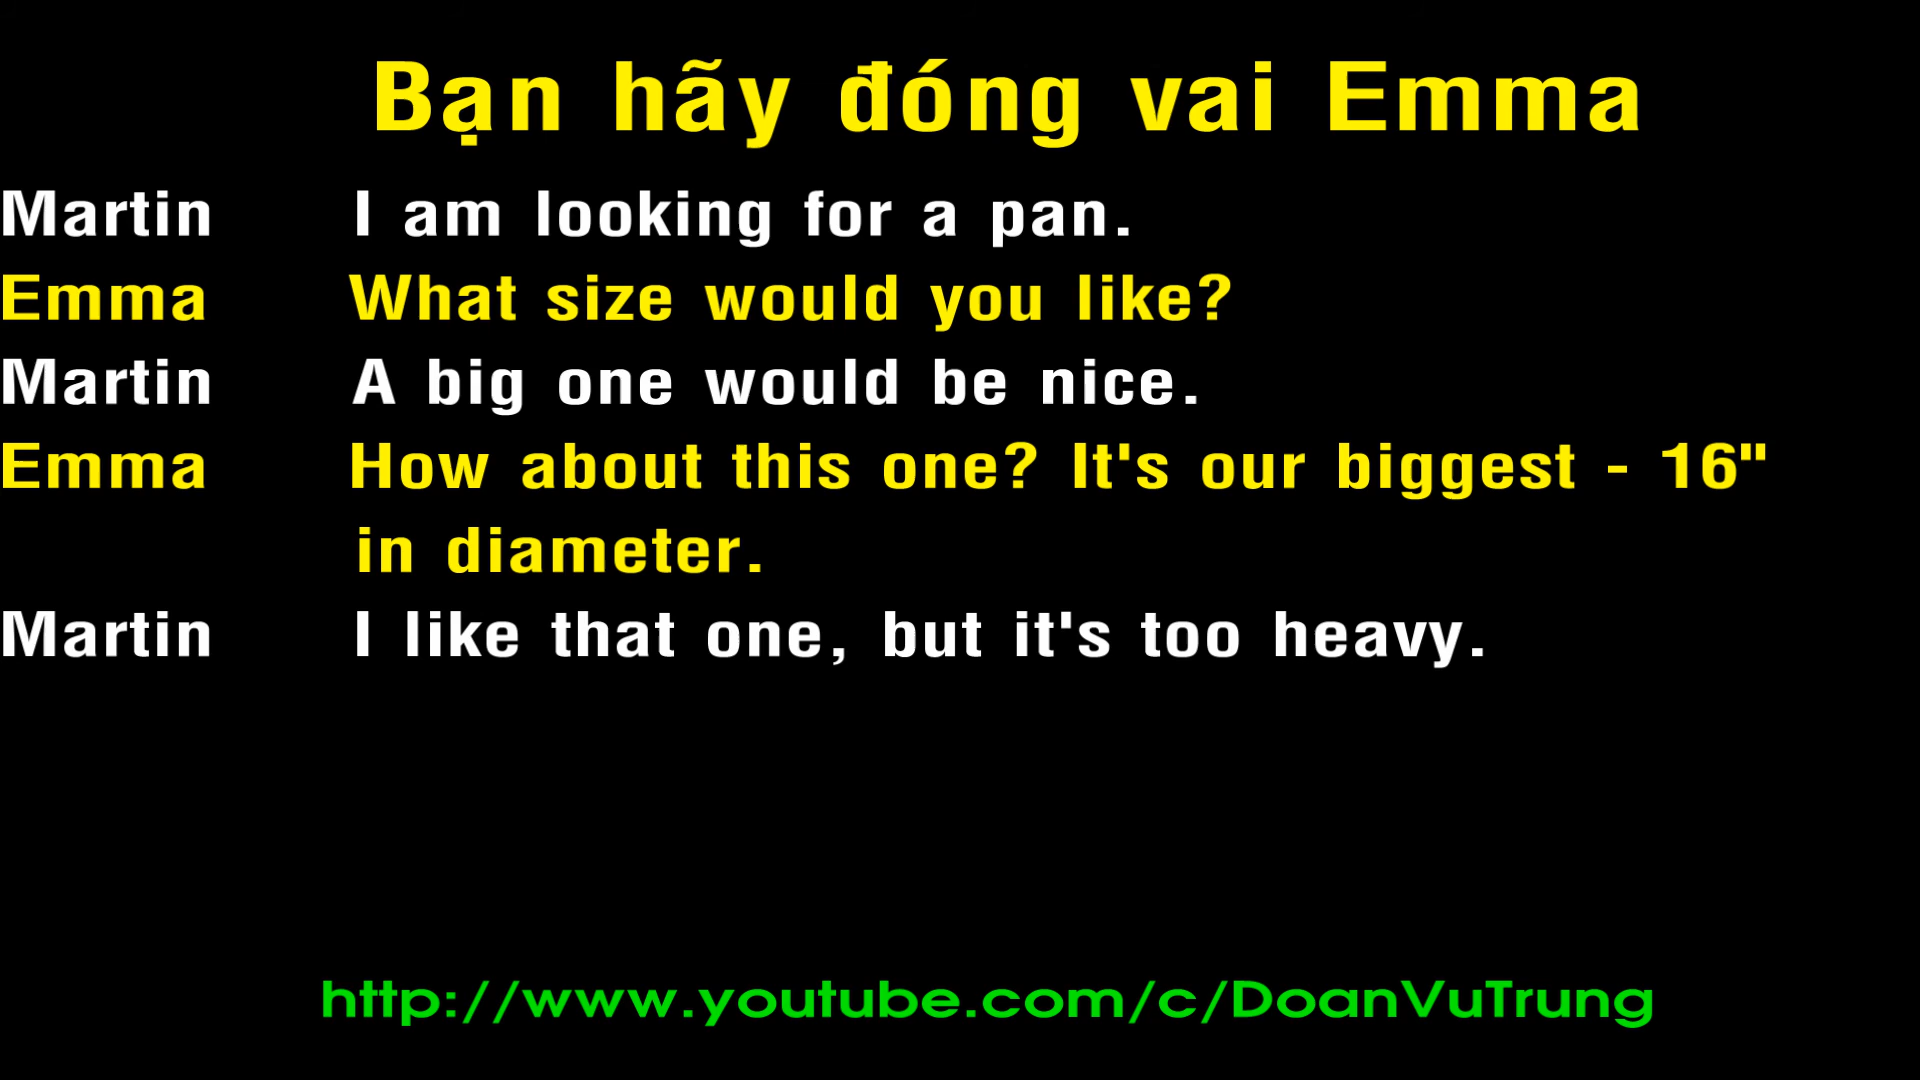 Bạn hãy đóng vai Emma
Martin I am looking for a pan.
Emma What size would you like?
Martin A big one would be nice.
Emma How about this one? It's our biggest - 16"
in diameter.
Martin I like that one, but it's too heavy.
http://www.youtube.com/c/DoanVuTrung